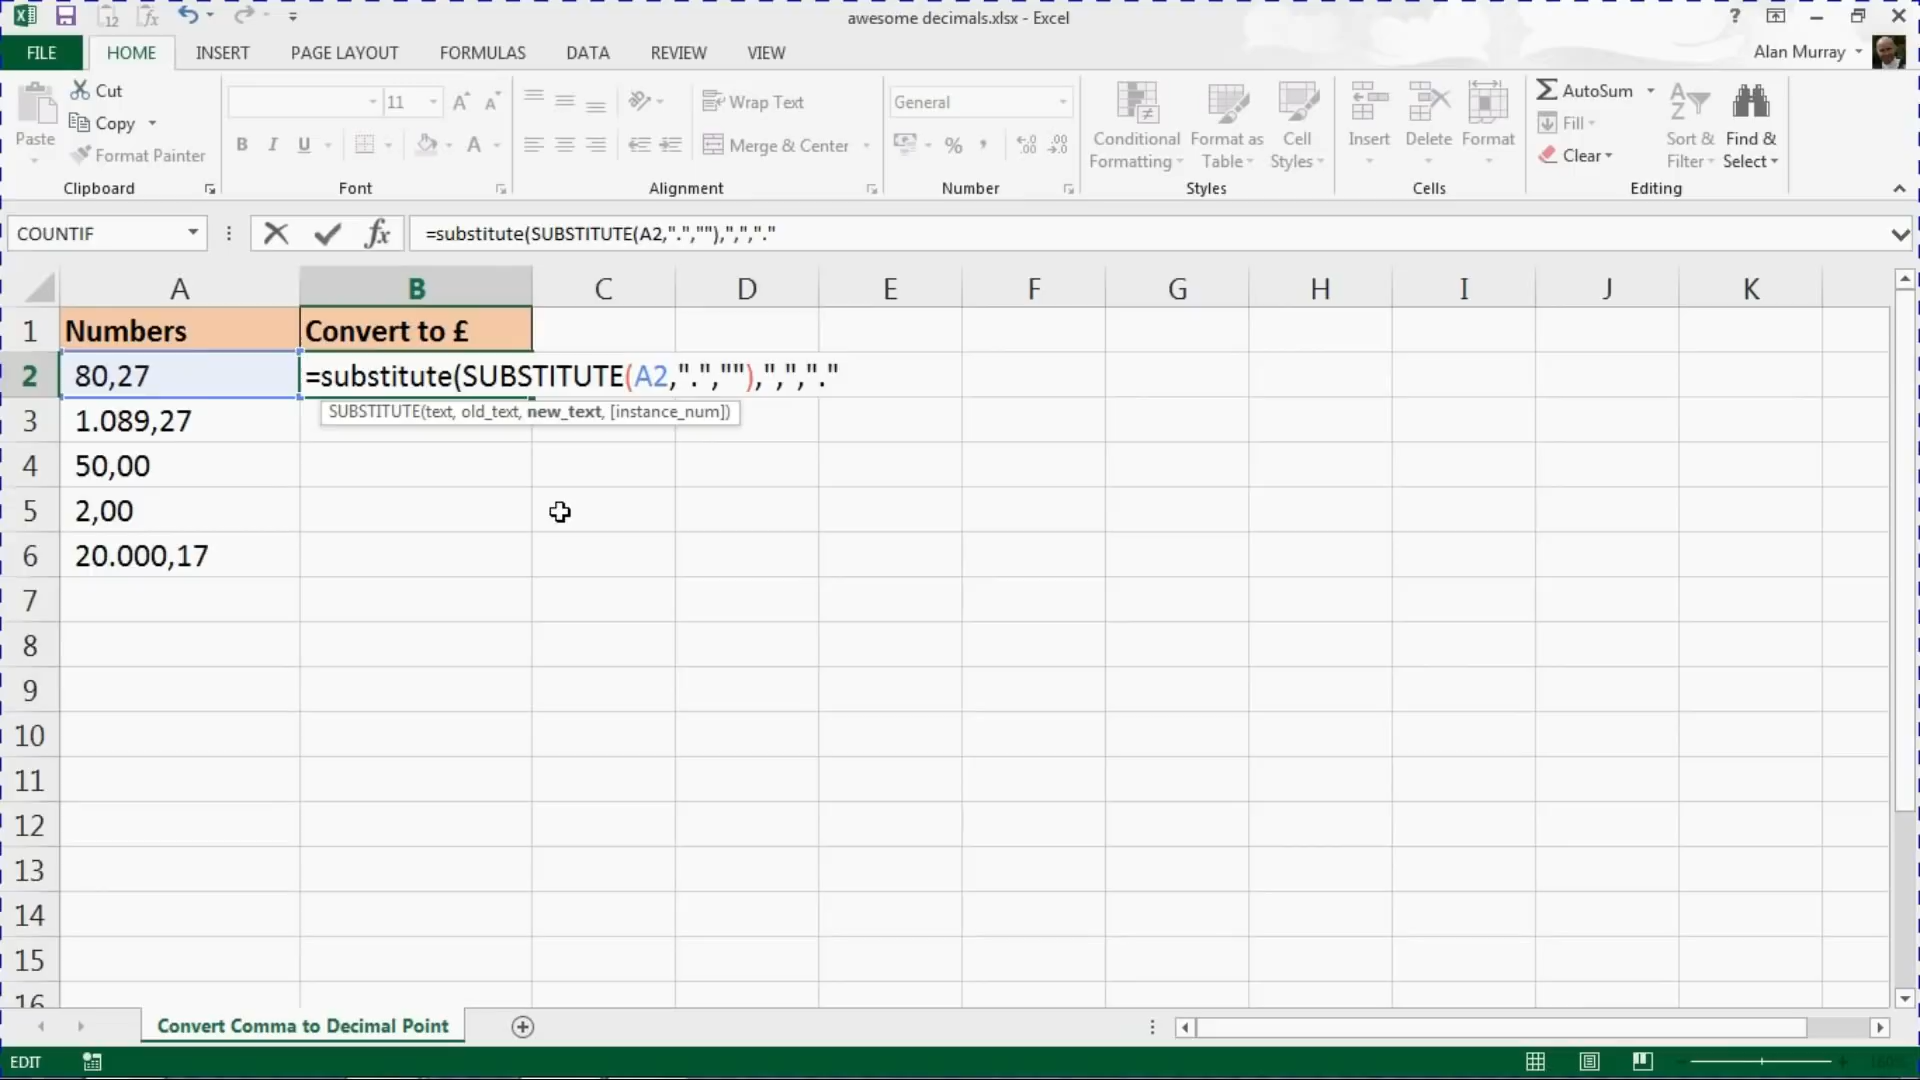 awesome decimals.xlsx - Excel
FILE HOME INSERT PAGE LAYOUT FORMULAS DATA REVIEW VIEW Alan Murray
Paste
Cut
Copy
Format Painter
Clipboard
11
B I U
Font
Wrap Text
Merge & Center
Alignment
General
%
Number
Conditional Formatting
Format as Table
Cell Styles
Styles
Insert Delete Format
Cells
AutoSum
Fill
Clear
Sort & Filter
Find & Select
Editing
COUNTIF =substitute(SUBSTITUTE(A2,".",""),",","."
A B C D E F G H I J K
1 Numbers Convert to £
2 80,27 =substitute(SUBSTITUTE(A2,".",""),",","."
SUBSTITUTE(text, old_text, new_text, [instance_num])
3 1.089,27
4 50,00
5 2,00
6 20.000,17
7
8
9
10
11
12
13
14
15
16
Convert Comma to Decimal Point
EDIT